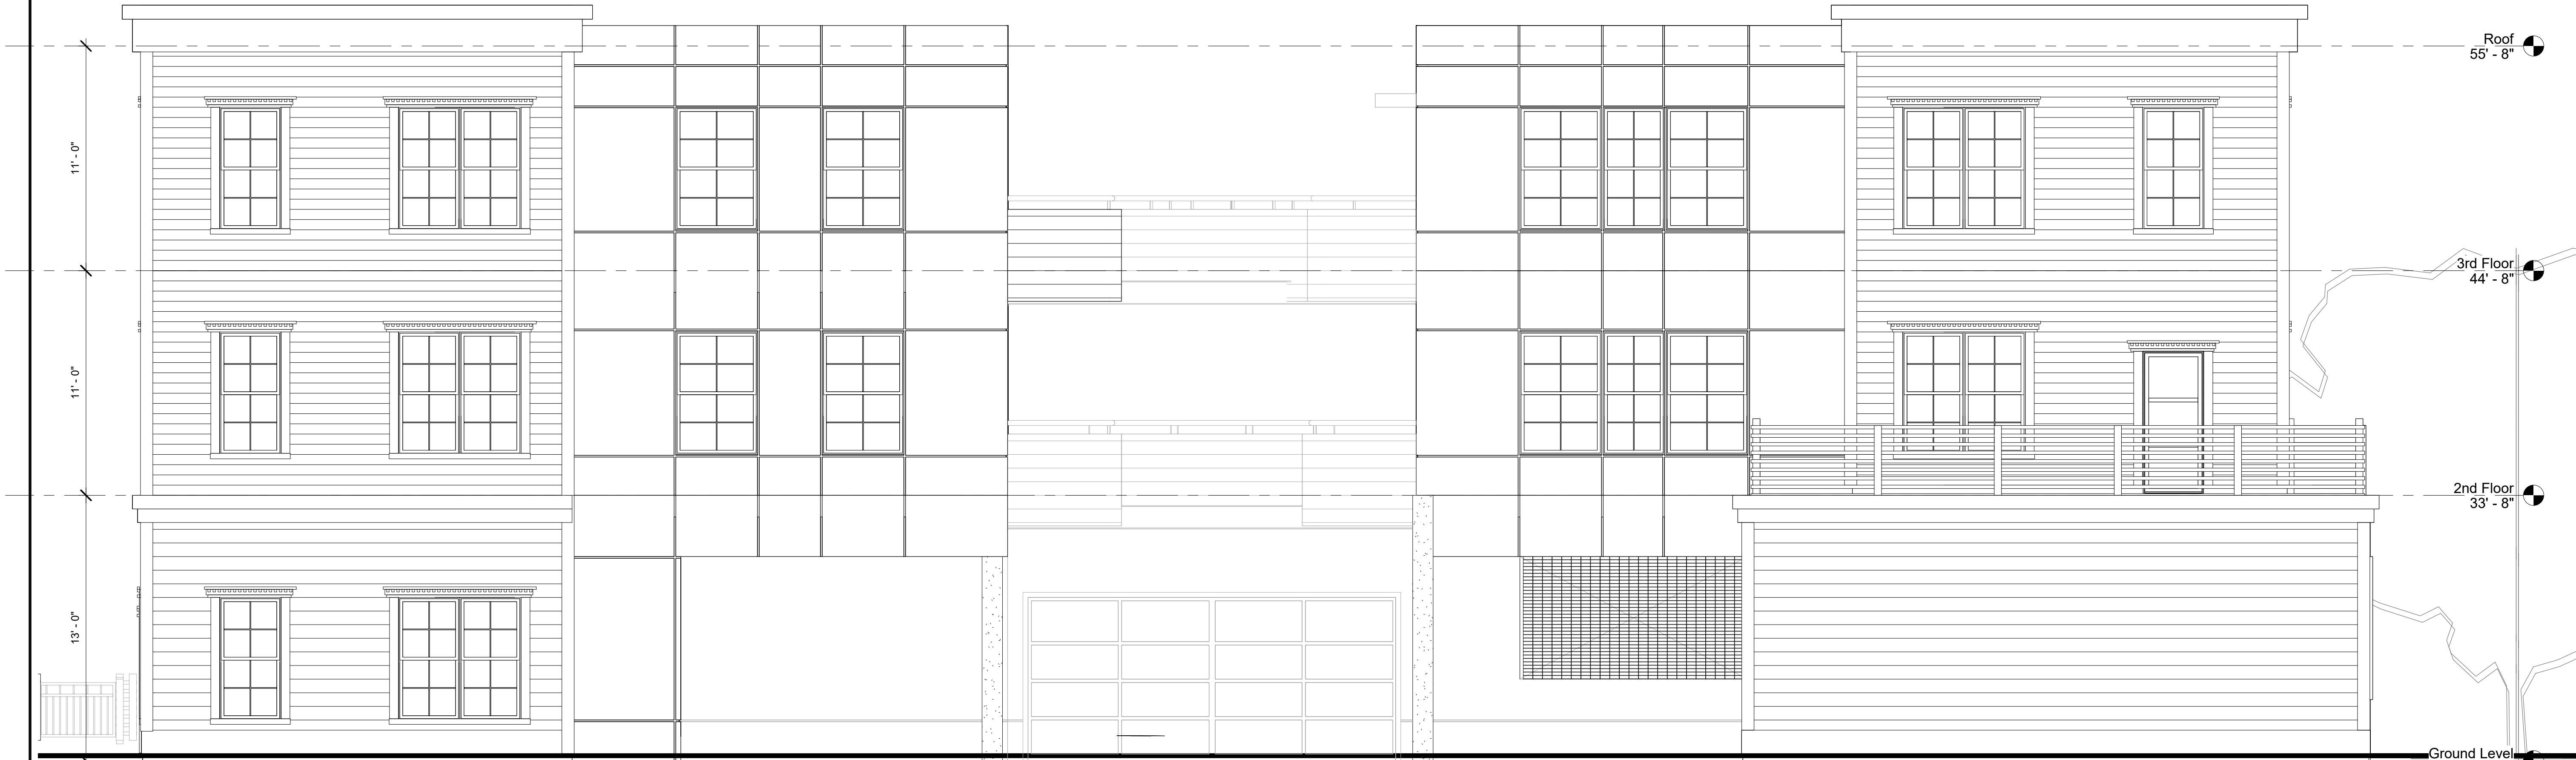 Roof
55' - 8"
11' - 0"
3rd Floor
44' - 8"
11' - 0"
2nd Floor
33' - 8"
13' - 0"
Ground Level